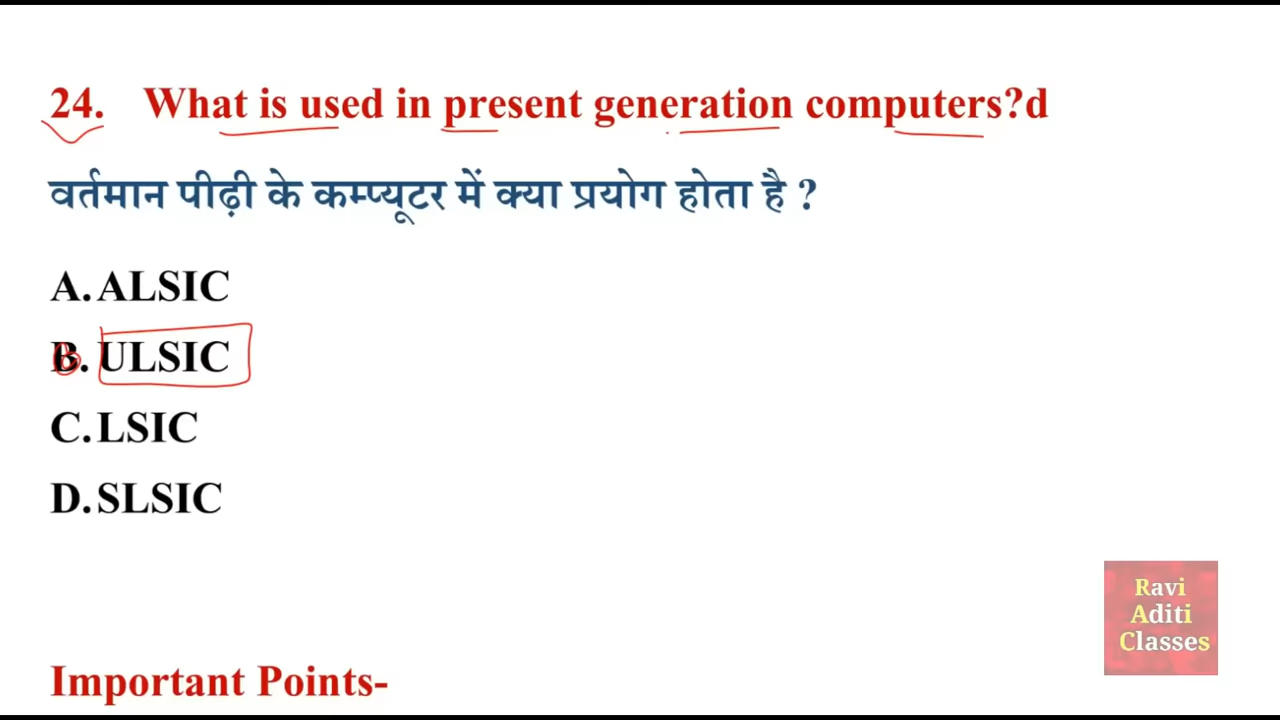 24. What is used in present generation computers?d
वर्तमान पीढ़ी के कम्प्यूटर में क्या प्रयोग होता है ?
A. ALSIC
B. ULSIC
C. LSIC
D. SLSIC
Ravi
Aditi
Classes
Important Points-